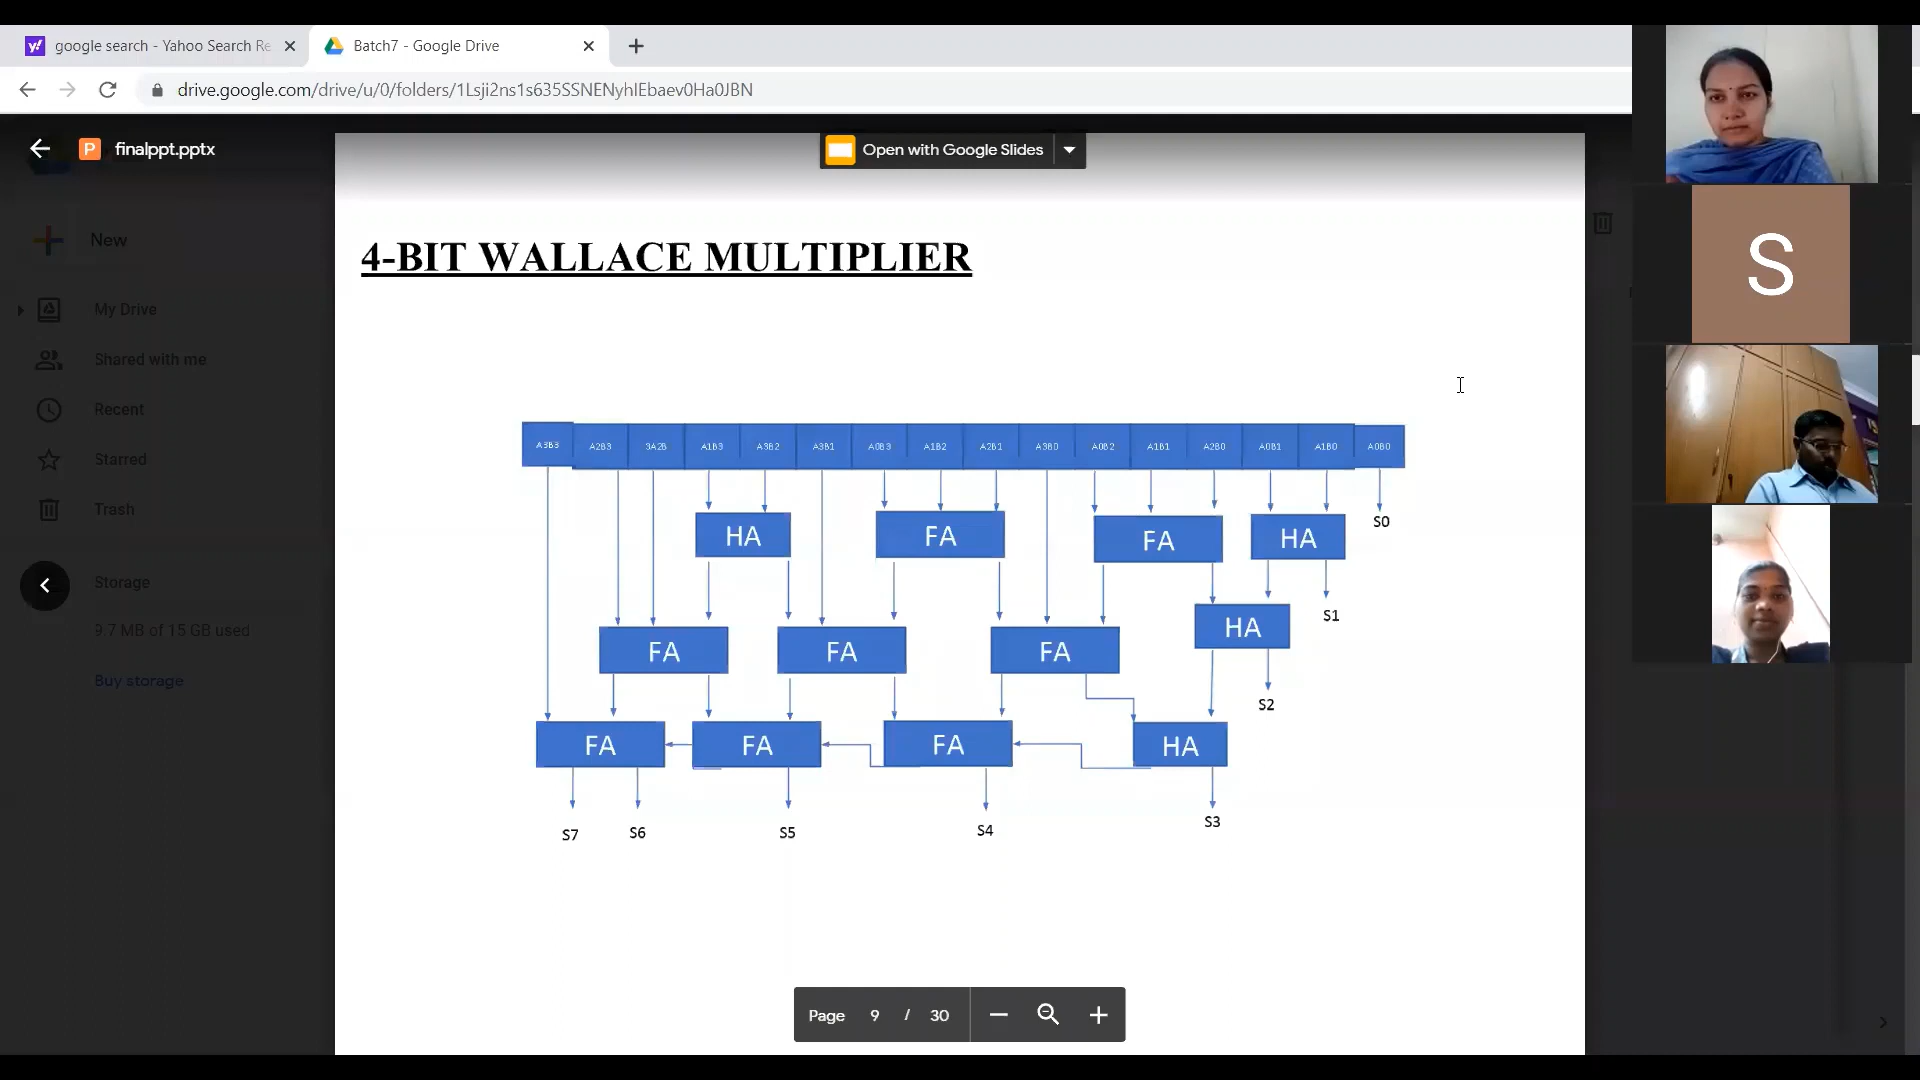 google search - Yahoo Search Re
Batch7 - Google Drive
drive.google.com/drive/u/0/folders/1Lsji2ns1s635SSNENyhlEbaev0Ha0JBN
P finalppt.pptx
Open with Google Slides
New
My Drive
Shared with me
Recent
Starred
Trash
Storage
9.7 MB of 15 GB used
Buy storage
4-BIT WALLACE MULTIPLIER
A3B3 A2B3 3A2B A1B3 A3B2 A3B1 A0B3 A1B2 A2B1 A3B0 A0B2 A1B1 A2B0 A0B1 A1B0 A0B0
S0
HA FA FA HA
S1
HA
FA FA FA
S2
FA FA FA HA
S7 S6 S5 S4 S3
Page 9 / 30
S